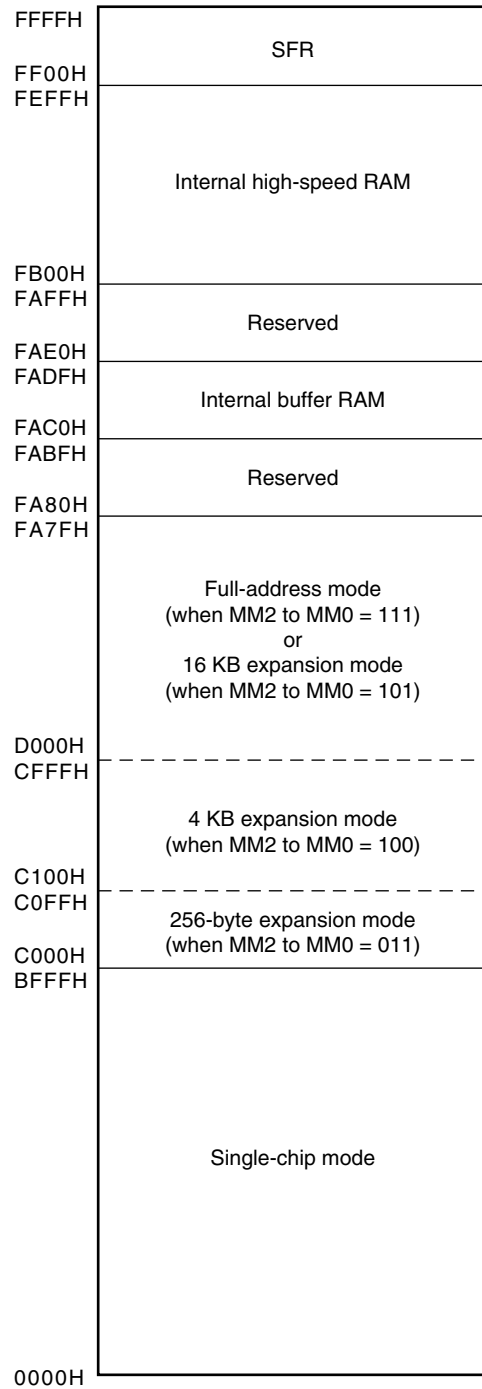 FFFFH
SFR
FF00H
FEFFH
Internal high-speed RAM
FB00H
FAFFH
Reserved
FAE0H
FADFH
Internal buffer RAM
FAC0H
FABFH
Reserved
FA80H
FA7FH
Full-address mode
(when MM2 to MM0 = 111)
or
16 KB expansion mode
(when MM2 to MM0 = 101)
D000H
CFFFH
4 KB expansion mode
(when MM2 to MM0 = 100)
C100H
C0FFH
256-byte expansion mode
(when MM2 to MM0 = 011)
C000H
BFFFH
Single-chip mode
0000H